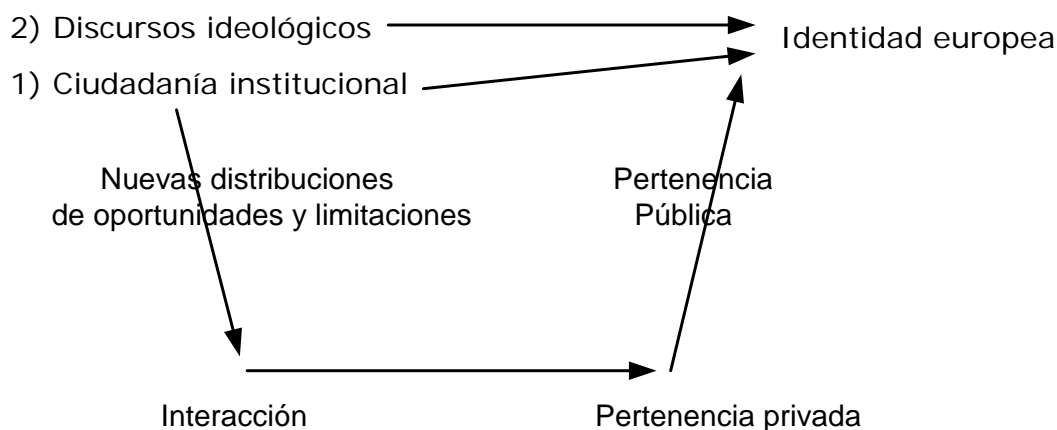 2) Discursos ideológicos
Identidad europea
1) Ciudadanía institucional
Nuevas distribuciones
de oportunidades y limitaciones
Pertenencia
Pública
Interacción
Pertenencia privada